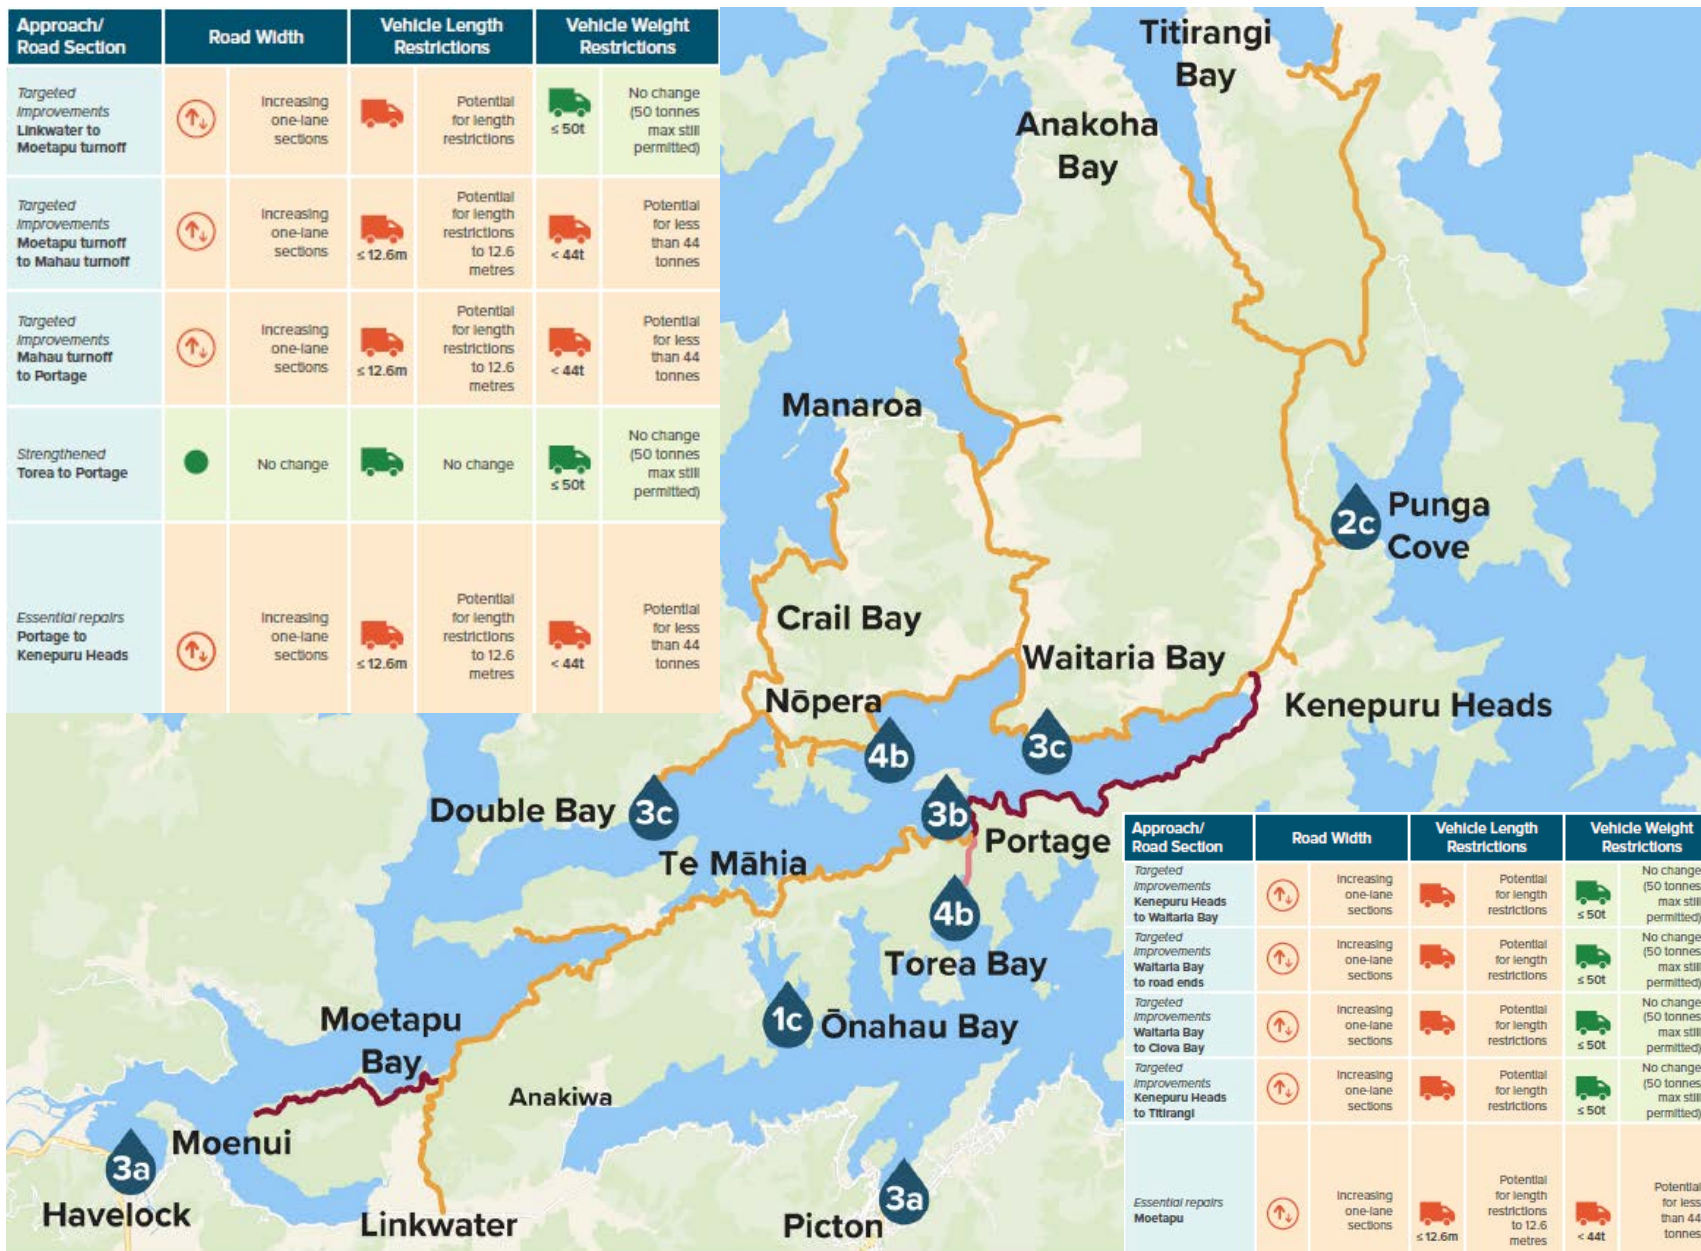 Approach/
Road Section
Road Width
Vehicle Length
Restrictions
Vehicle Weight
Restrictions
Targeted
Improvements
Linkwater to
Moetapu turnoff
Increasing
one-lane
sections
Potential
for length
restrictions
≤ 50t
No change
(50 tonnes
max still
permitted)
Targeted
Improvements
Moetapu turnoff
to Mahau turnoff
Increasing
one-lane
sections
≤ 12.6m
Potential
for length
restrictions
to 12.6
metres
< 44t
Potential
for less
than 44
tonnes
Targeted
Improvements
Mahau turnoff
to Portage
Increasing
one-lane
sections
≤ 12.6m
Potential
for length
restrictions
to 12.6
metres
< 44t
Potential
for less
than 44
tonnes
Strengthened
Torea to Portage
No change
No change
≤ 50t
No change
(50 tonnes
max still
permitted)
Essential repairs
Portage to
Kenepuru Heads
Increasing
one-lane
sections
≤ 12.6m
Potential
for length
restrictions
to 12.6
metres
< 44t
Potential
for less
than 44
tonnes
Titirangi
Bay
Anakoha
Bay
Manaroa
2c
Punga
Cove
Crail Bay
Waitaria Bay
Nōpera
Kenepuru Heads
4b
3c
Double Bay
3c
3b
Portage
Te Māhia
4b
Torea Bay
Moetapu
Bay
1c
Ōnahau Bay
Anakiwa
Moenui
3a
Havelock
Linkwater
Picton
3a
Approach/
Road Section
Road Width
Vehicle Length
Restrictions
Vehicle Weight
Restrictions
Targeted
Improvements
Kenepuru Heads
to Waitaria Bay
Increasing
one-lane
sections
Potential
for length
restrictions
≤ 50t
No change
(50 tonnes
max still
permitted)
Targeted
Improvements
Waitaria Bay
to road ends
Increasing
one-lane
sections
Potential
for length
restrictions
≤ 50t
No change
(50 tonnes
max still
permitted)
Targeted
Improvements
Waitaria Bay
to Clova Bay
Increasing
one-lane
sections
Potential
for length
restrictions
≤ 50t
No change
(50 tonnes
max still
permitted)
Targeted
Improvements
Kenepuru Heads
to Titirangi
Increasing
one-lane
sections
Potential
for length
restrictions
≤ 50t
No change
(50 tonnes
max still
permitted)
Essential repairs
Moetapu
Increasing
one-lane
sections
≤ 12.6m
Potential
for length
restrictions
to 12.6
metres
< 44t
Potential
for less
than 44
tonnes